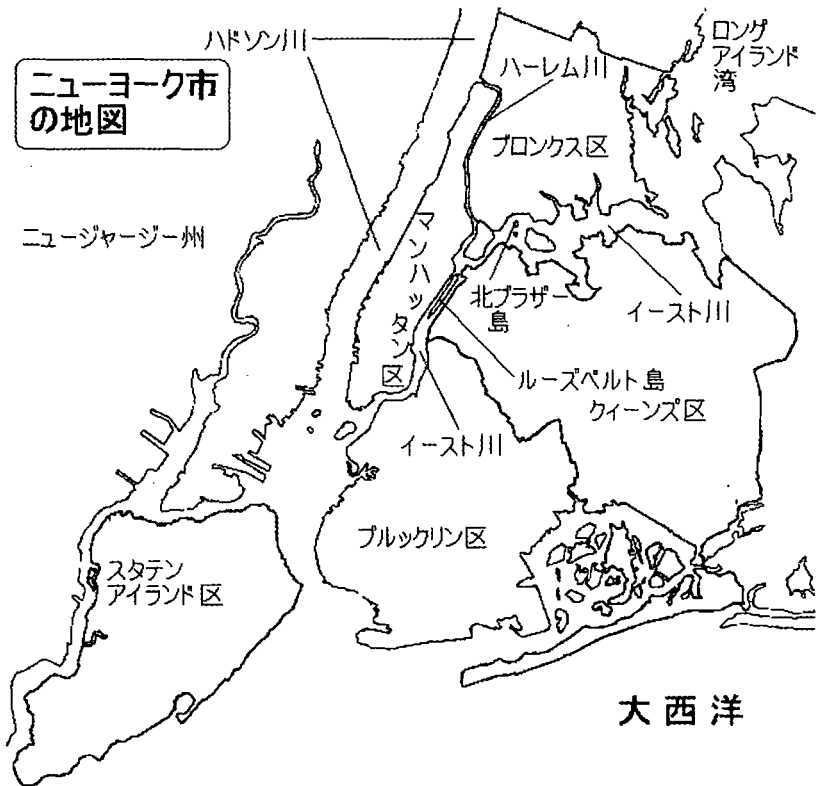 ハドソン川
ロング
アイランド
湾
ニューヨーク市
の地図
ハーレム川
ブロンクス区
ニュージャージー州
マンハッタン区
北ブラザー
島
イースト川
ルーズベルト島
クィーンズ区
イースト川
ブルックリン区
スタテン
アイランド区
大西洋